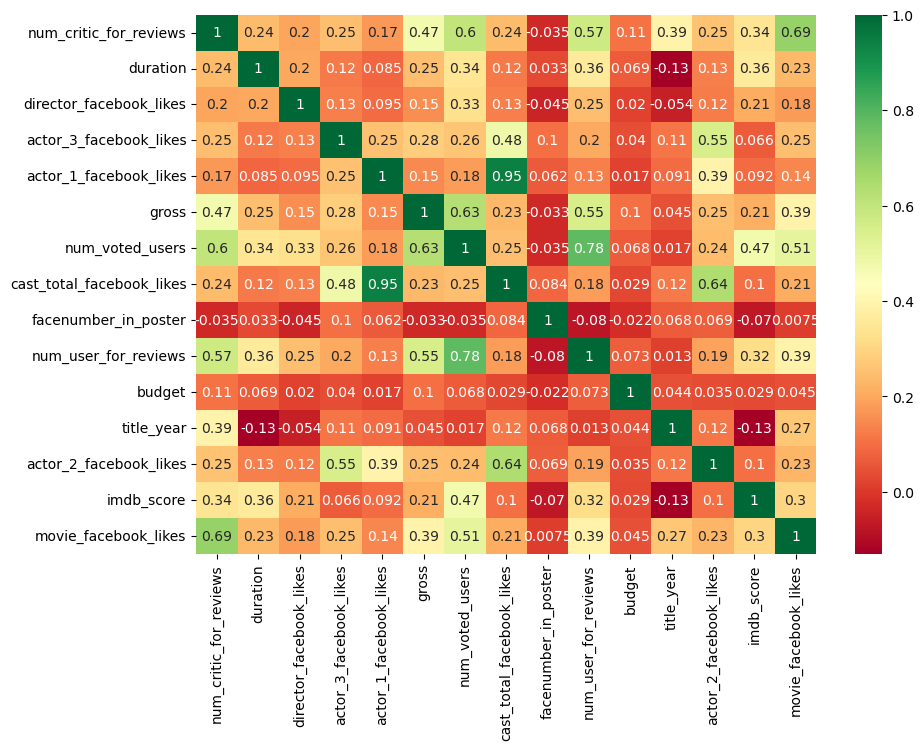 num_critic_for_reviews 1 0.24 0.2 0.25 0.17 0.47 0.6 0.24 -0.035 0.57 0.11 0.39 0.25 0.34 0.69 1.0
duration 0.24 1 0.2 0.12 0.085 0.25 0.34 0.12 0.033 0.36 0.069 -0.13 0.13 0.36 0.23
director_facebook_likes 0.2 0.2 1 0.13 0.095 0.15 0.33 0.13 -0.045 0.25 0.02 -0.054 0.12 0.21 0.18 0.8
actor_3_facebook_likes 0.25 0.12 0.13 1 0.25 0.28 0.26 0.48 0.1 0.2 0.04 0.11 0.55 0.066 0.25
actor_1_facebook_likes 0.17 0.085 0.095 0.25 1 0.15 0.18 0.95 0.062 0.13 0.017 0.091 0.39 0.092 0.14
gross 0.47 0.25 0.15 0.28 0.15 1 0.63 0.23 -0.033 0.55 0.1 0.045 0.25 0.21 0.39 0.6
num_voted_users 0.6 0.34 0.33 0.26 0.18 0.63 1 0.25 -0.035 0.78 0.068 0.017 0.24 0.47 0.51
cast_total_facebook_likes 0.24 0.12 0.13 0.48 0.95 0.23 0.25 1 0.084 0.18 0.029 0.12 0.64 0.1 0.21
facenumber_in_poster -0.035 0.033 -0.045 0.1 0.062 -0.033 -0.035 0.084 1 -0.08 -0.022 0.068 0.069 -0.07 0.0075 0.4
num_user_for_reviews 0.57 0.36 0.25 0.2 0.13 0.55 0.78 0.18 -0.08 1 0.073 0.013 0.19 0.32 0.39
budget 0.11 0.069 0.02 0.04 0.017 0.1 0.068 0.029 -0.022 0.073 1 0.044 0.035 0.029 0.045 0.2
title_year 0.39 -0.13 -0.054 0.11 0.091 0.045 0.017 0.12 0.068 0.013 0.044 1 0.12 -0.13 0.27
actor_2_facebook_likes 0.25 0.13 0.12 0.55 0.39 0.25 0.24 0.64 0.069 0.19 0.035 0.12 1 0.1 0.23
imdb_score 0.34 0.36 0.21 0.066 0.092 0.21 0.47 0.1 -0.07 0.32 0.029 -0.13 0.1 1 0.3 0.0
movie_facebook_likes 0.69 0.23 0.18 0.25 0.14 0.39 0.51 0.21 0.0075 0.39 0.045 0.27 0.23 0.3 1
num_critic_for_reviews
duration
director_facebook_likes
actor_3_facebook_likes
actor_1_facebook_likes
gross
num_voted_users
cast_total_facebook_likes
facenumber_in_poster
num_user_for_reviews
budget
title_year
actor_2_facebook_likes
imdb_score
movie_facebook_likes